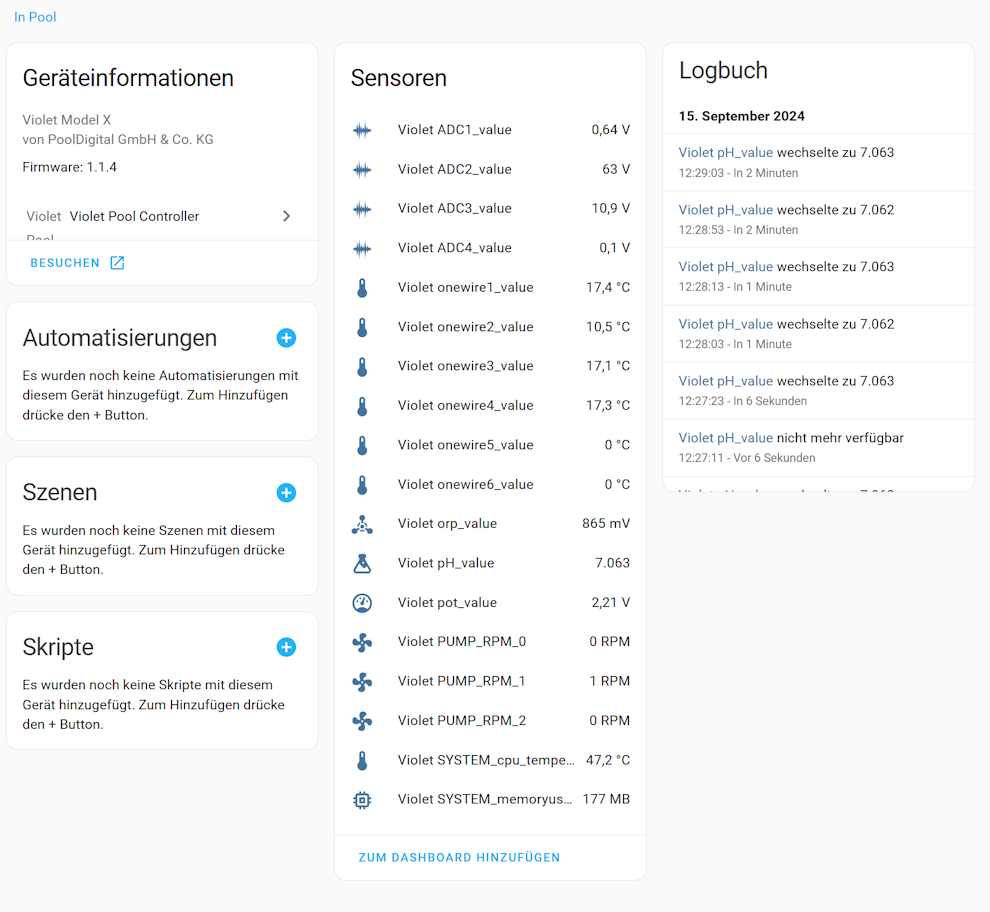 In Pool
Geräteinformationen
Violet Model X
von PoolDigital GmbH & Co. KG
Firmware: 1.1.4
Violet Violet Pool Controller
Pool
BESUCHEN
Automatisierungen
Es wurden noch keine Automatisierungen mit
diesem Gerät hinzugefügt. Zum Hinzufügen
drücke den + Button.
Szenen
Es wurden noch keine Szenen mit diesem
Gerät hinzugefügt. Zum Hinzufügen drücke
den + Button.
Skripte
Es wurden noch keine Skripte mit diesem
Gerät hinzugefügt. Zum Hinzufügen drücke
den + Button.
Sensoren
Violet ADC1_value 0,64 V
Violet ADC2_value 63 V
Violet ADC3_value 10,9 V
Violet ADC4_value 0,1 V
Violet onewire1_value 17,4 °C
Violet onewire2_value 10,5 °C
Violet onewire3_value 17,1 °C
Violet onewire4_value 17,3 °C
Violet onewire5_value 0 °C
Violet onewire6_value 0 °C
Violet orp_value 865 mV
Violet pH_value 7.063
Violet pot_value 2,21 V
Violet PUMP_RPM_0 0 RPM
Violet PUMP_RPM_1 1 RPM
Violet PUMP_RPM_2 0 RPM
Violet SYSTEM_cpu_tempe... 47,2 °C
Violet SYSTEM_memoryus... 177 MB
ZUM DASHBOARD HINZUFÜGEN
Logbuch
15. September 2024
Violet pH_value wechselte zu 7.063
12:29:03 - In 2 Minuten
Violet pH_value wechselte zu 7.062
12:28:53 - In 2 Minuten
Violet pH_value wechselte zu 7.063
12:28:13 - In 1 Minute
Violet pH_value wechselte zu 7.062
12:28:03 - In 1 Minute
Violet pH_value wechselte zu 7.063
12:27:23 - In 6 Sekunden
Violet pH_value nicht mehr verfügbar
12:27:11 - Vor 6 Sekunden